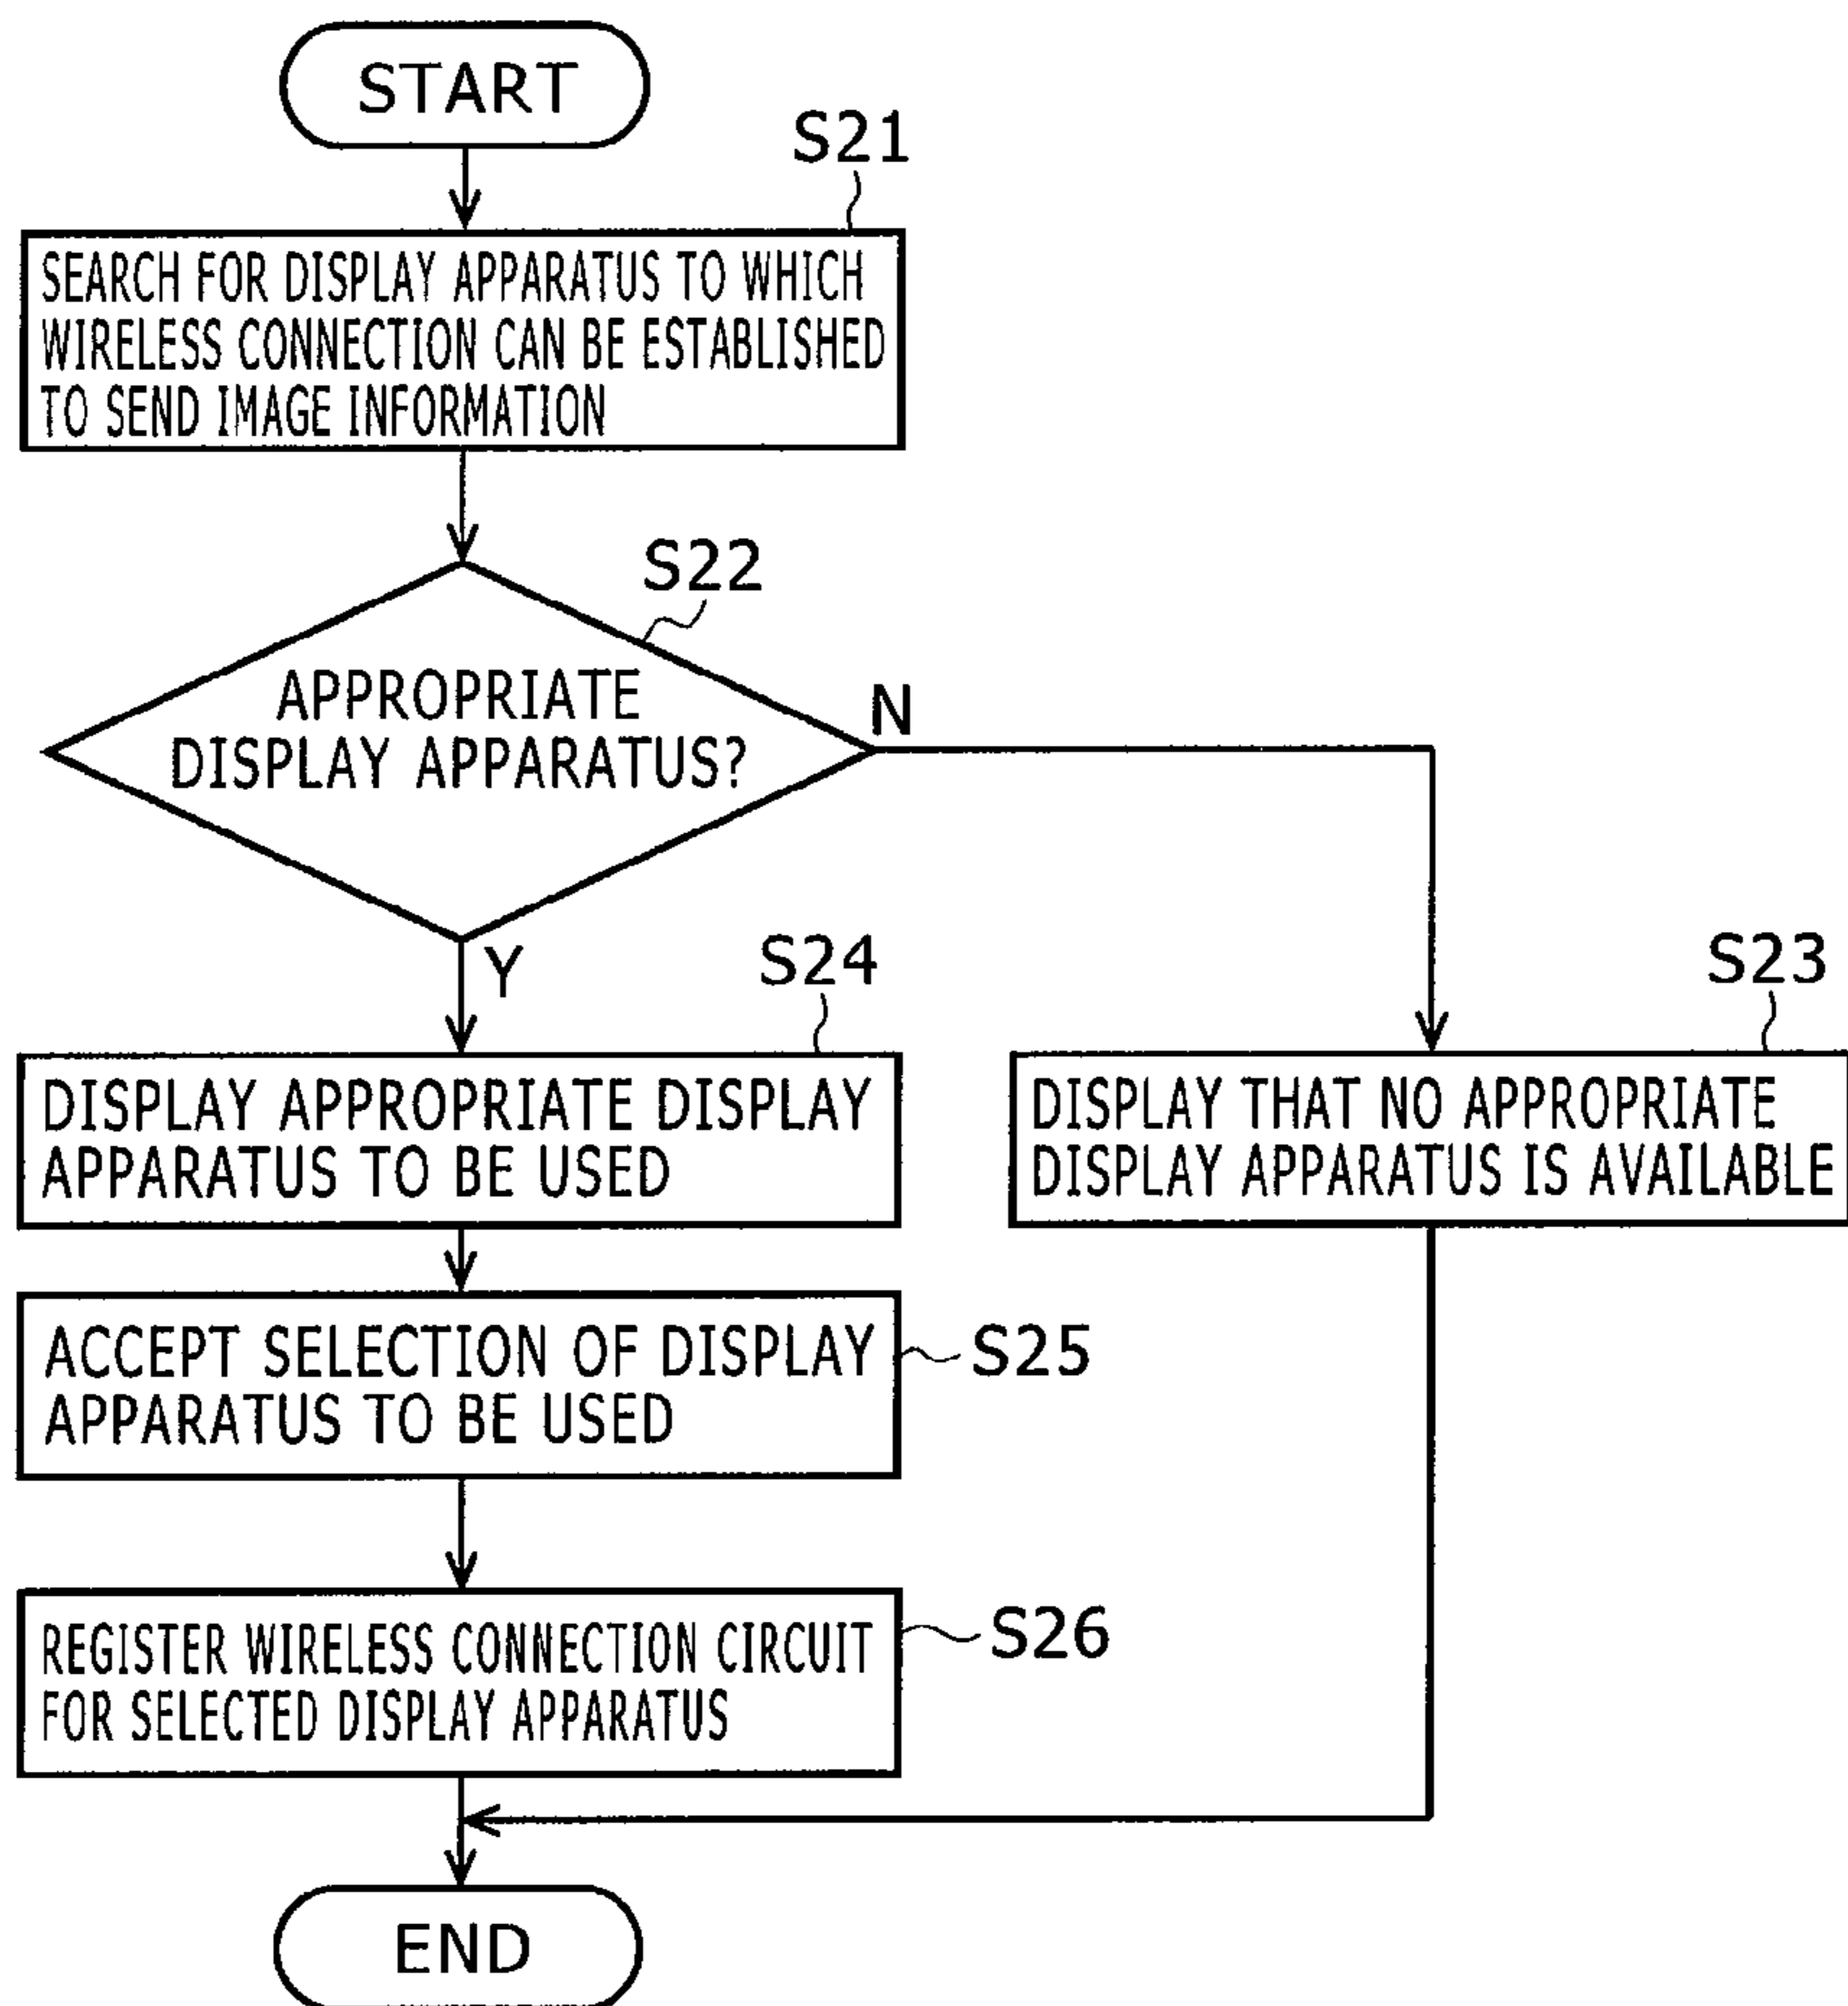 START
S21
SEARCH FOR DISPLAY APPARATUS TO WHICH
WIRELESS CONNECTION CAN BE ESTABLISHED
TO SEND IMAGE INFORMATION
S22
APPROPRIATE
DISPLAY APPARATUS?
N
Y
S24
DISPLAY APPROPRIATE DISPLAY
APPARATUS TO BE USED
S23
DISPLAY THAT NO APPROPRIATE
DISPLAY APPARATUS IS AVAILABLE
ACCEPT SELECTION OF DISPLAY
APPARATUS TO BE USED
S25
REGISTER WIRELESS CONNECTION CIRCUIT
FOR SELECTED DISPLAY APPARATUS
S26
END